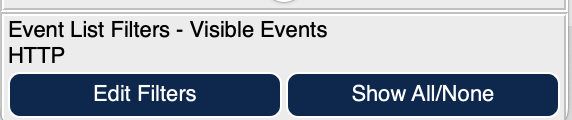 Event List Filters - Visible Events
HTTP
Edit Filters
Show All/None